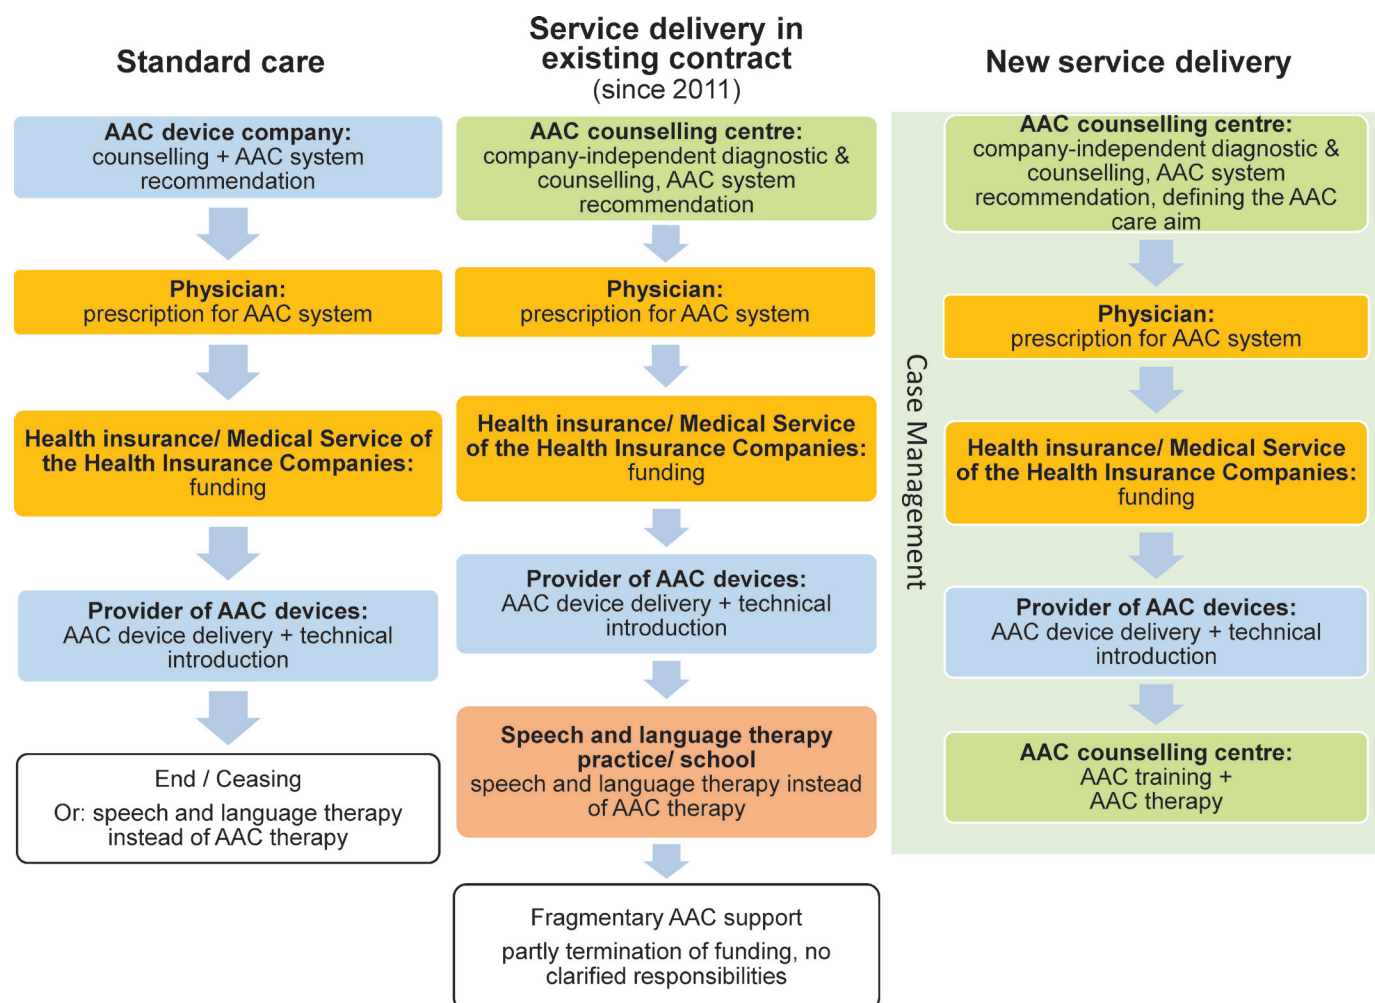 Standard care
AAC device company:
counselling + AAC system
recommendation
Physician:
prescription for AAC system
Health insurance/ Medical Service of
the Health Insurance Companies:
funding
Provider of AAC devices:
AAC device delivery + technical
introduction
End / Ceasing
Or: speech and language therapy
instead of AAC therapy
Service delivery in
existing contract
(since 2011)
AAC counselling centre:
company-independent diagnostic &
counselling, AAC system
recommendation
Physician:
prescription for AAC system
Health insurance/ Medical Service
of the Health Insurance Companies:
funding
Provider of AAC devices:
AAC device delivery + technical
introduction
Speech and language therapy
practice/ school
speech and language therapy instead
of AAC therapy
Fragmentary AAC support
partly termination of funding, no
clarified responsibilities
New service delivery
Case Management
AAC counselling centre:
company-independent diagnostic &
counselling, AAC system
recommendation, defining the AAC
care aim
Physician:
prescription for AAC system
Health insurance/ Medical Service
of the Health Insurance Companies:
funding
Provider of AAC devices:
AAC device delivery + technical
introduction
AAC counselling centre:
AAC training +
AAC therapy